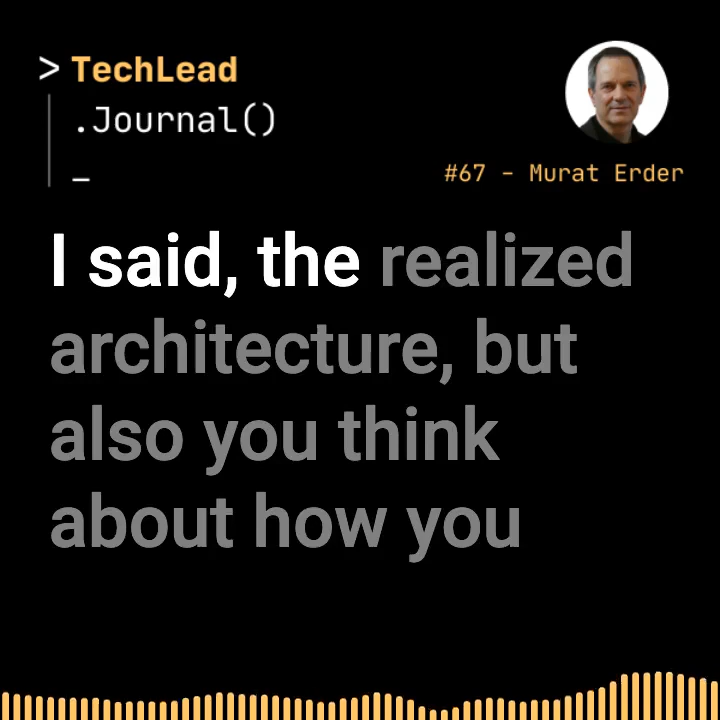 > TechLead
.Journal()
_
#67 - Murat Erder
I said, the realized
architecture, but
also you think
about how you